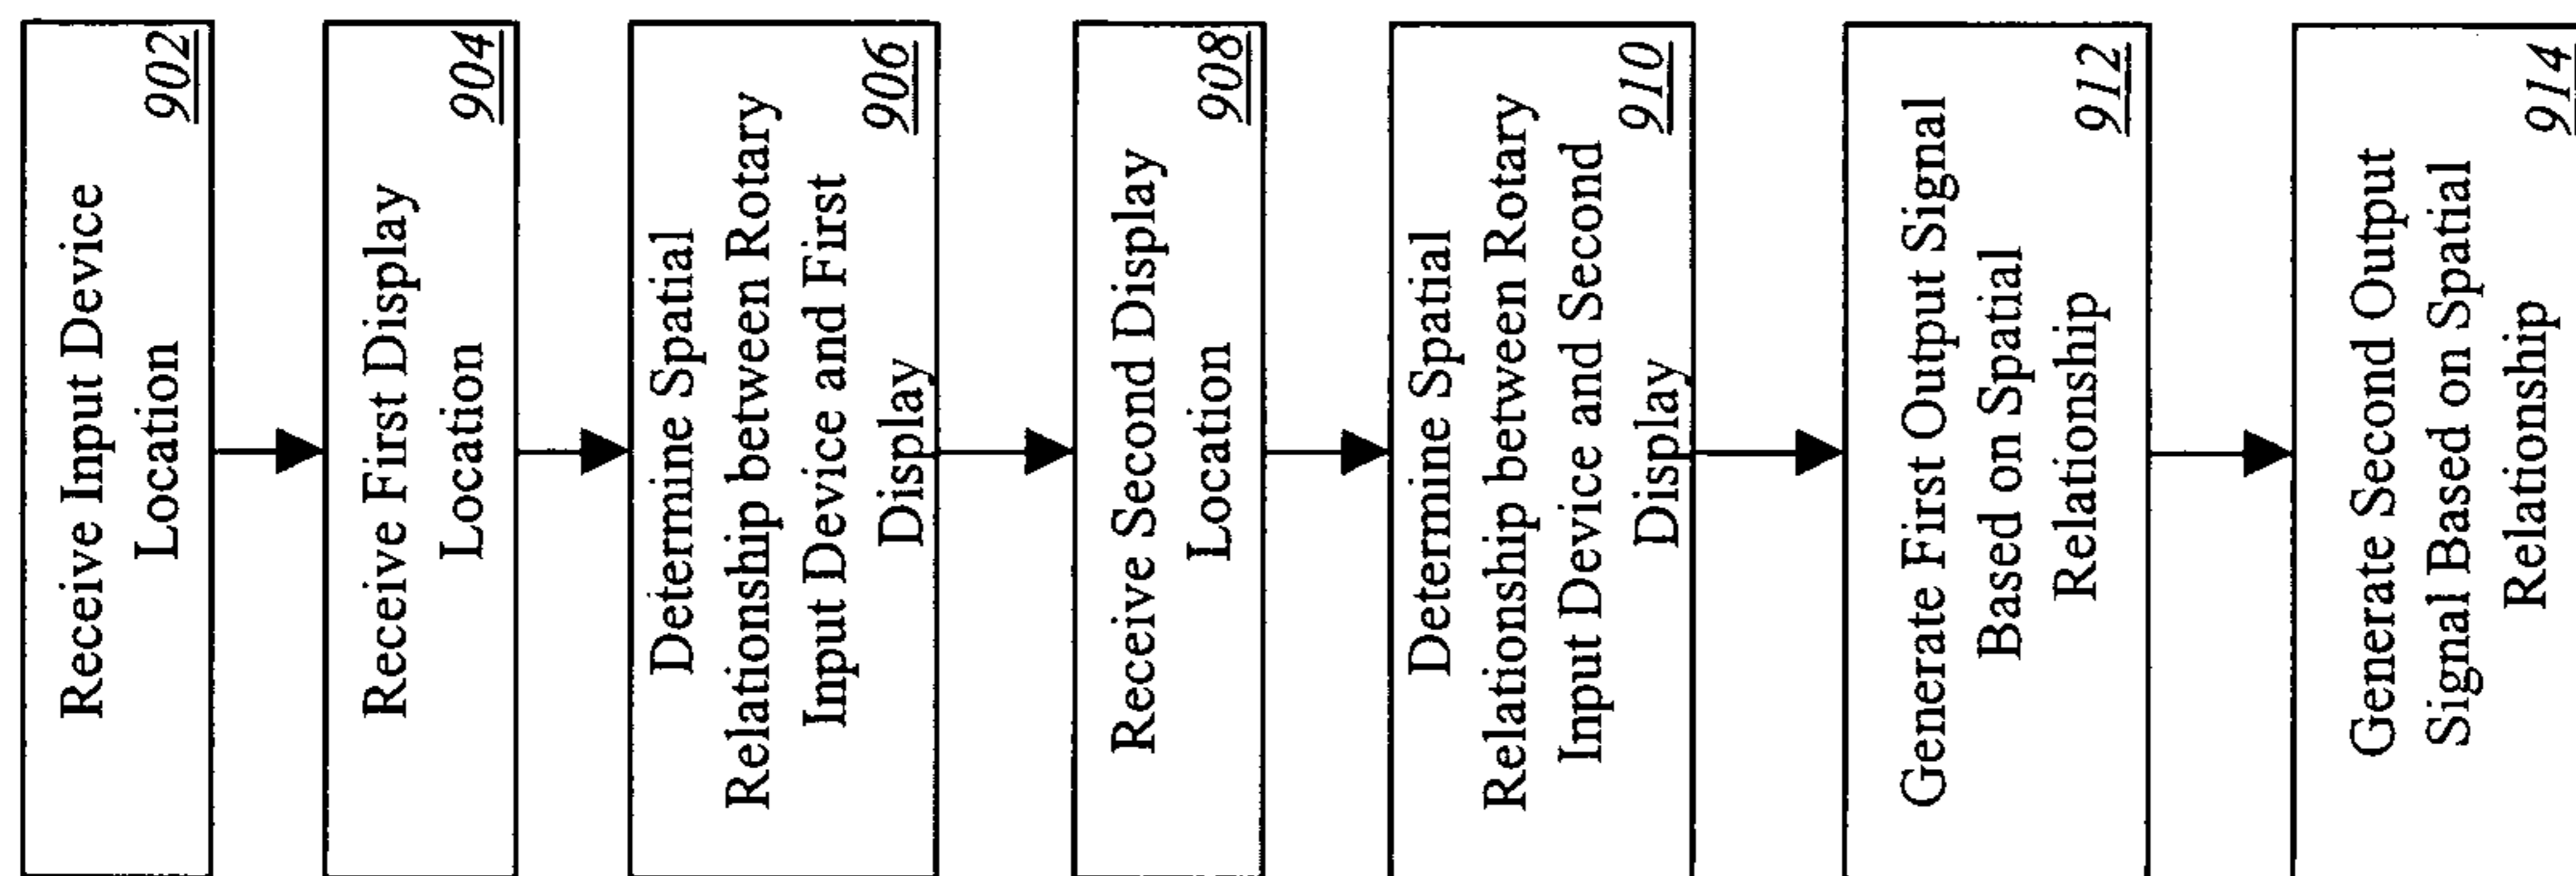 Receive Input Device
Location
902
Receive First Display
Location
904
Determine Spatial
Relationship between Rotary
Input Device and First
Display
906
Receive Second Display
Location
908
Determine Spatial
Relationship between Rotary
Input Device and Second
Display
910
Generate First Output Signal
Based on Spatial
Relationship
912
Generate Second Output
Signal Based on Spatial
Relationship
914